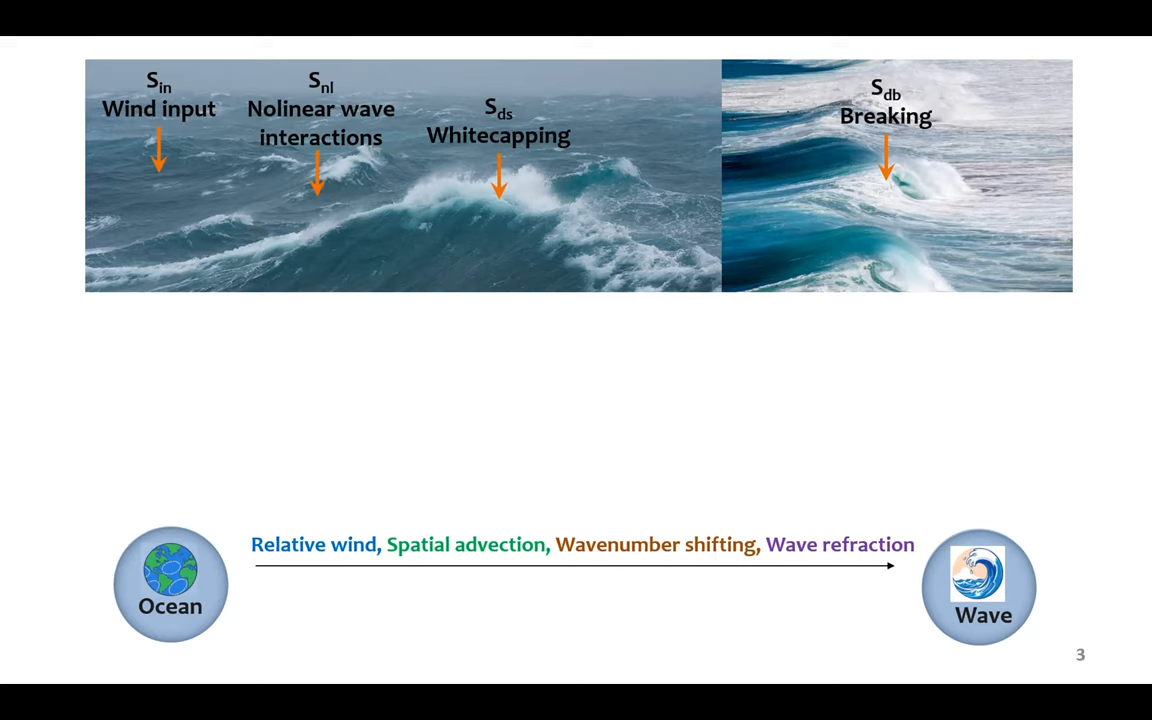 S_in
Wind input
S_nl
Nolinear wave
interactions
S_ds
Whitecapping
S_db
Breaking
Relative wind, Spatial advection, Wavenumber shifting, Wave refraction
Ocean
Wave
3